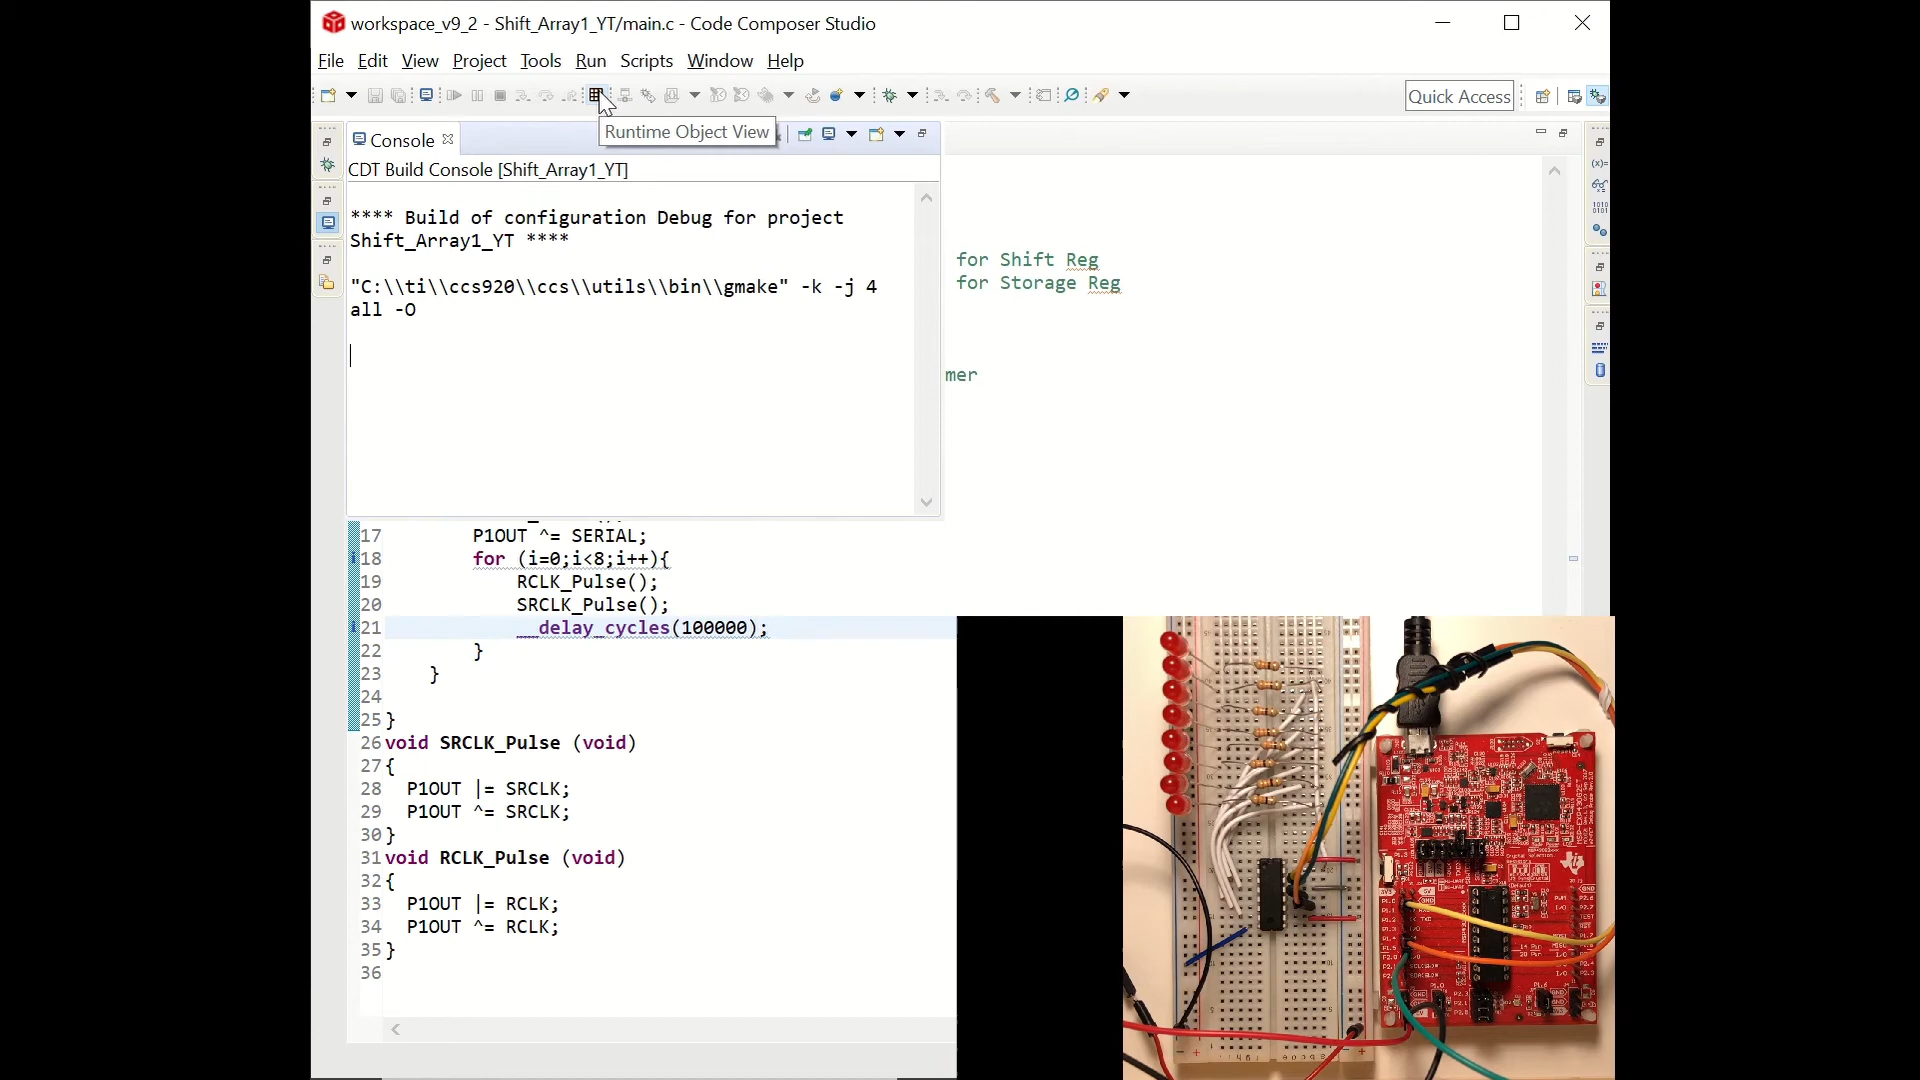 workspace_v9_2 - Shift_Array1_YT/main.c - Code Composer Studio
File Edit View Project Tools Run Scripts Window Help
Quick Access
Console
Runtime Object View
CDT Build Console [Shift_Array1_YT]
**** Build of configuration Debug for project
Shift_Array1_YT ****
"C:\\ti\\ccs920\\ccs\\utils\\bin\\gmake" -k -j 4
all -O
for Shift Reg
for Storage Reg
mer
17 P1OUT ^= SERIAL;
18 for (i=0;i<8;i++){
19 RCLK_Pulse();
20 SRCLK_Pulse();
21 __delay_cycles(100000);
22 }
23 }
24
25 }
26 void SRCLK_Pulse (void)
27 {
28 P1OUT |= SRCLK;
29 P1OUT ^= SRCLK;
30 }
31 void RCLK_Pulse (void)
32 {
33 P1OUT |= RCLK;
34 P1OUT ^= RCLK;
35 }
36